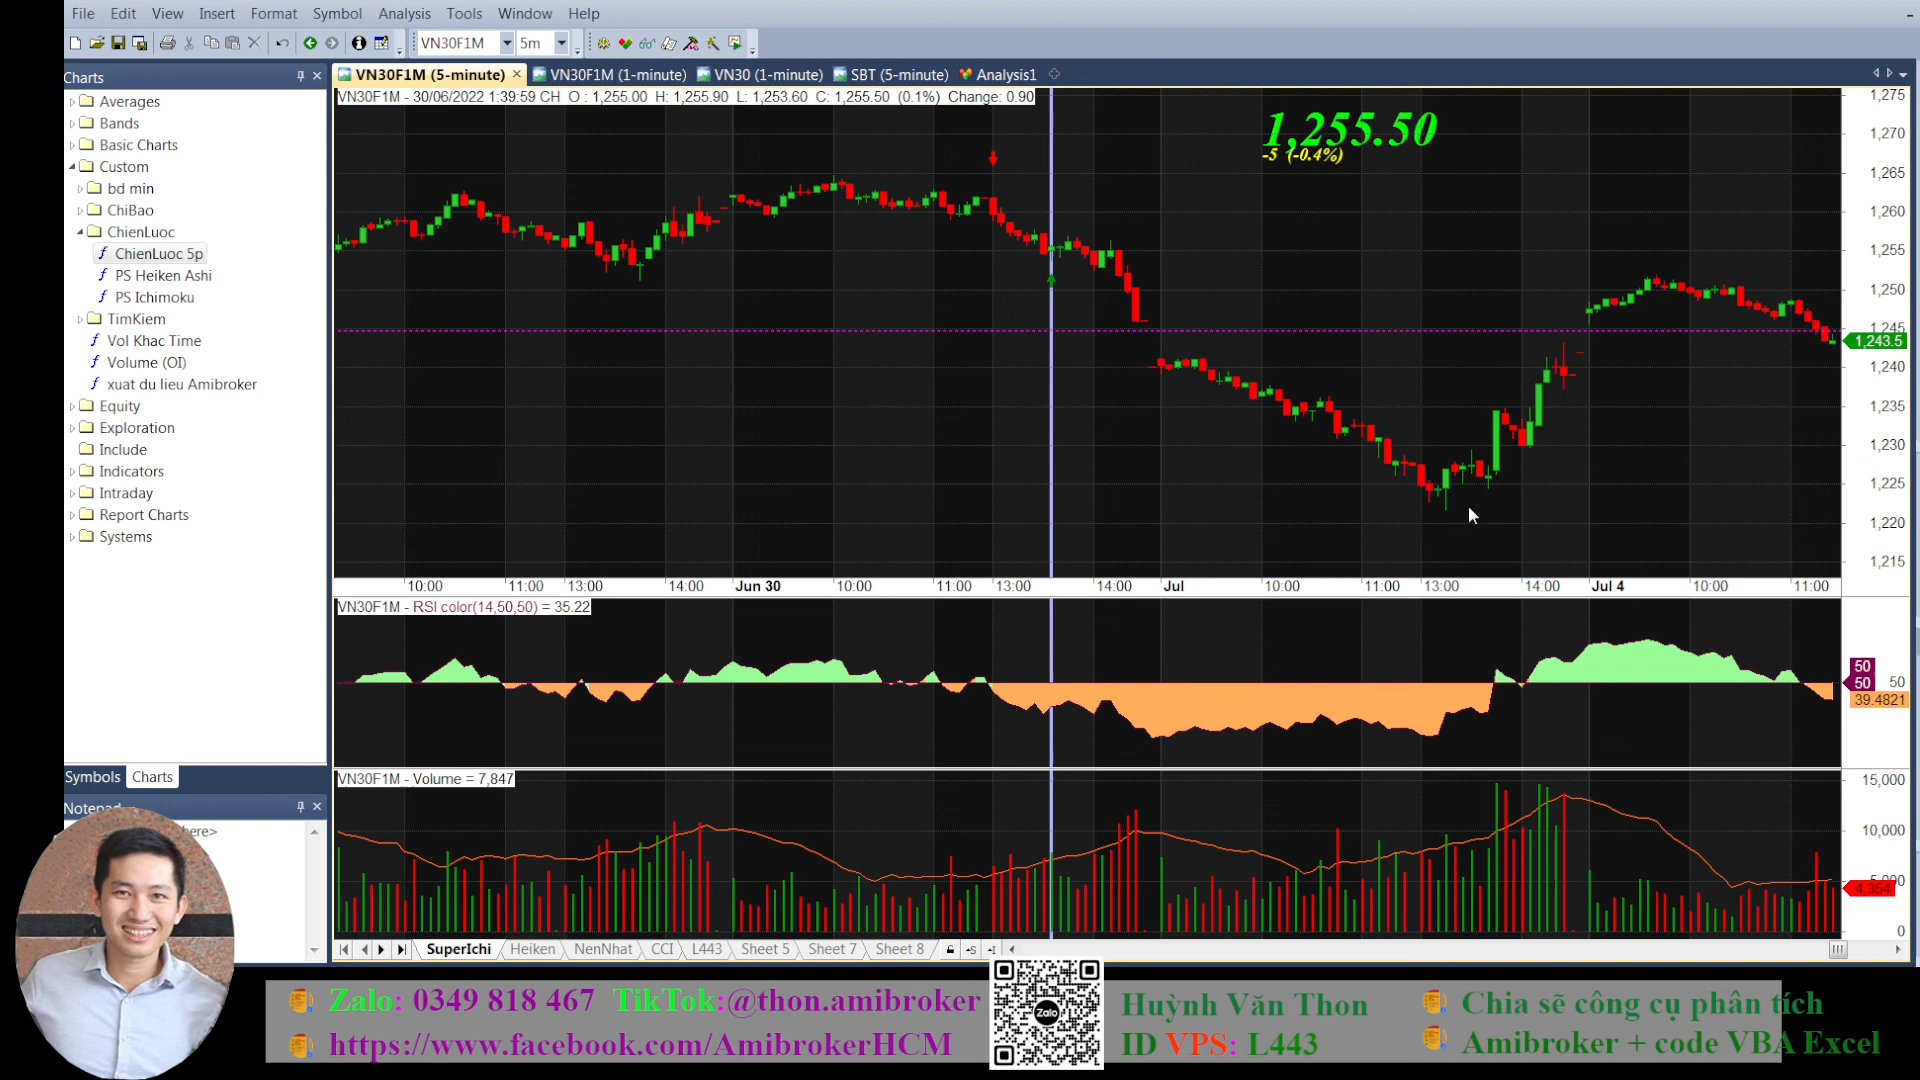 File Edit View Insert Format Symbol Analysis Tools Window Help
VN30F1M 5m
Charts
VN30F1M (5-minute) VN30F1M (1-minute) VN30 (1-minute) SBT (5-minute) Analysis1
Averages
Bands
Basic Charts
Custom
bd min
ChiBao
ChienLuoc
ChienLuoc 5p
PS Heiken Ashi
PS Ichimoku
TimKiem
Vol Khac Time
Volume (OI)
xuat du lieu Amibroker
Equity
Exploration
Include
Indicators
Intraday
Report Charts
Systems
Symbols Charts
Notepad
here>
VN30F1M - 30/06/2022 1:39:59 CH O : 1,255.00 H: 1,255.90 L: 1,253.60 C: 1,255.50 (0.1%) Change: 0.90
1,255.50
-5 (-0.4%)
1,275
1,270
1,265
1,260
1,255
1,250
1,245
1,243.5
1,240
1,235
1,230
1,225
1,220
1,215
10:00 11:00 13:00 14:00 Jun 30 10:00 11:00 13:00 14:00 Jul 10:00 11:00 13:00 14:00 Jul 4 10:00 11:00
VN30F1M - RSI color(14,50,50) = 35.22
50
50 50
39.4821
VN30F1M - Volume = 7,847
15,000
10,000
5,000
4,354
0
SuperIchi Heiken NenNhat CCI L443 Sheet 5 Sheet 7 Sheet 8
Zalo: 0349 818 467 TikTok:@thon.amibroker
https://www.facebook.com/AmibrokerHCM
Zalo
Huỳnh Văn Thon
ID VPS: L443
Chia sẽ công cụ phân tích
Amibroker + code VBA Excel